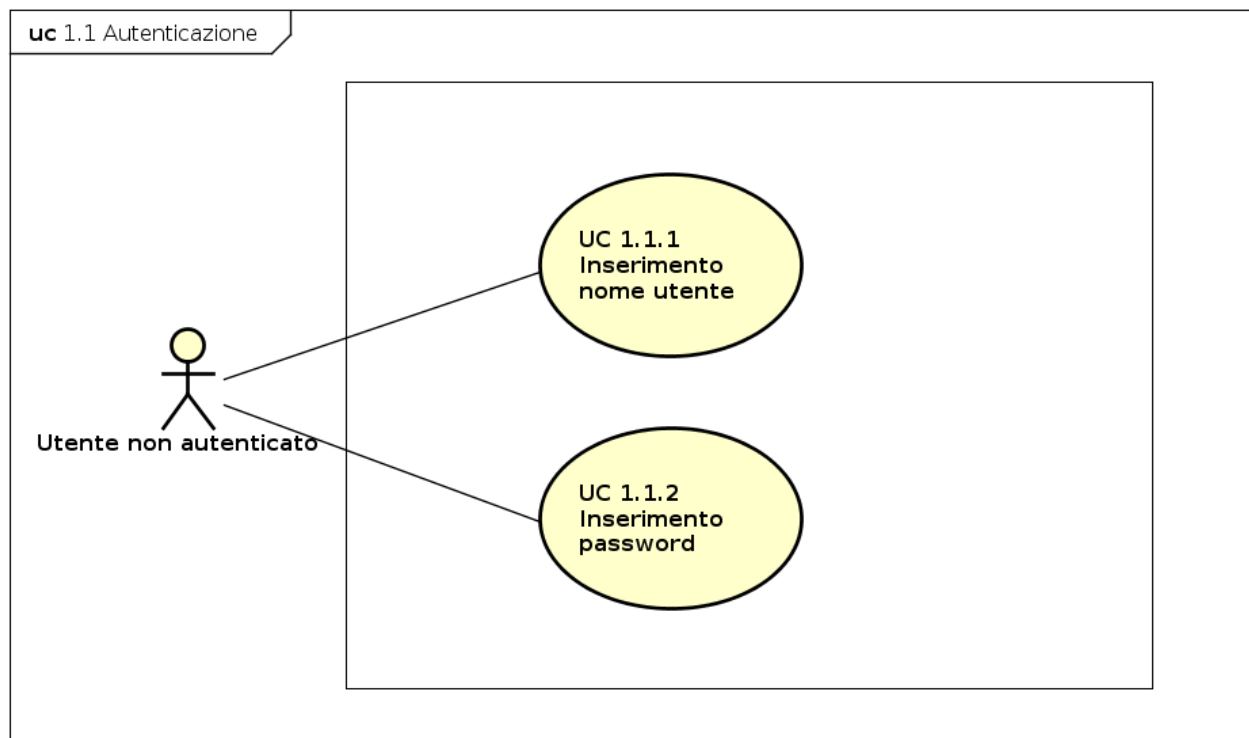 uc 1.1 Autenticazione
UC 1.1.1
Inserimento
nome utente
Utente non autenticato
UC 1.1.2
Inserimento
password